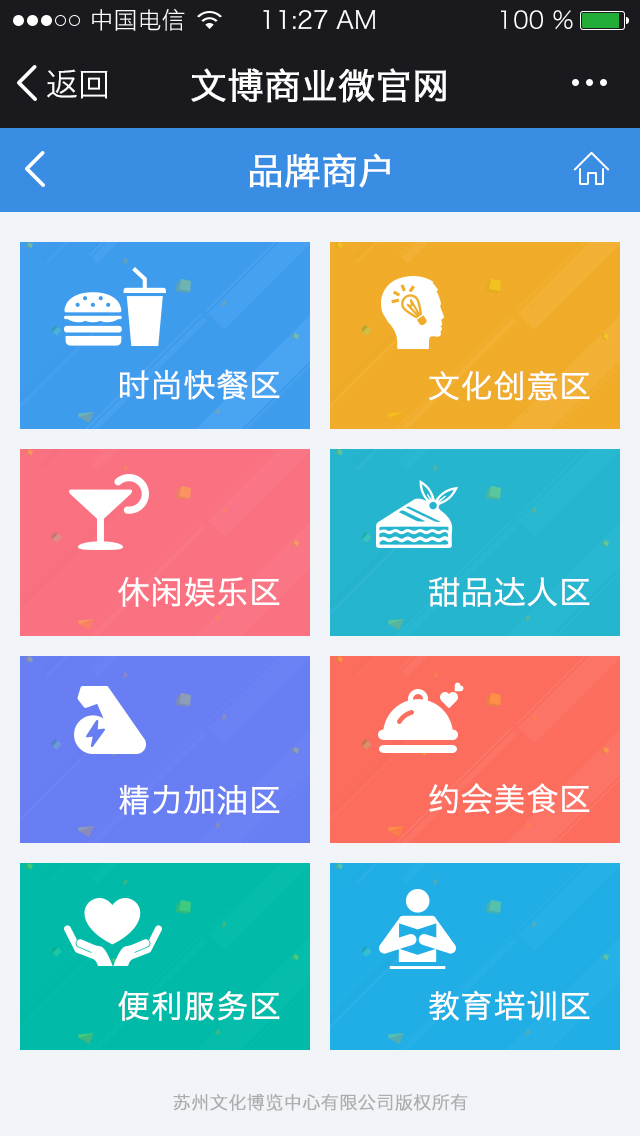 中国电信 11:27 AM 100 %
返回 文博商业微官网
品牌商户
时尚快餐区 文化创意区
休闲娱乐区 甜品达人区
精力加油区 约会美食区
便利服务区 教育培训区
苏州文化博览中心有限公司版权所有